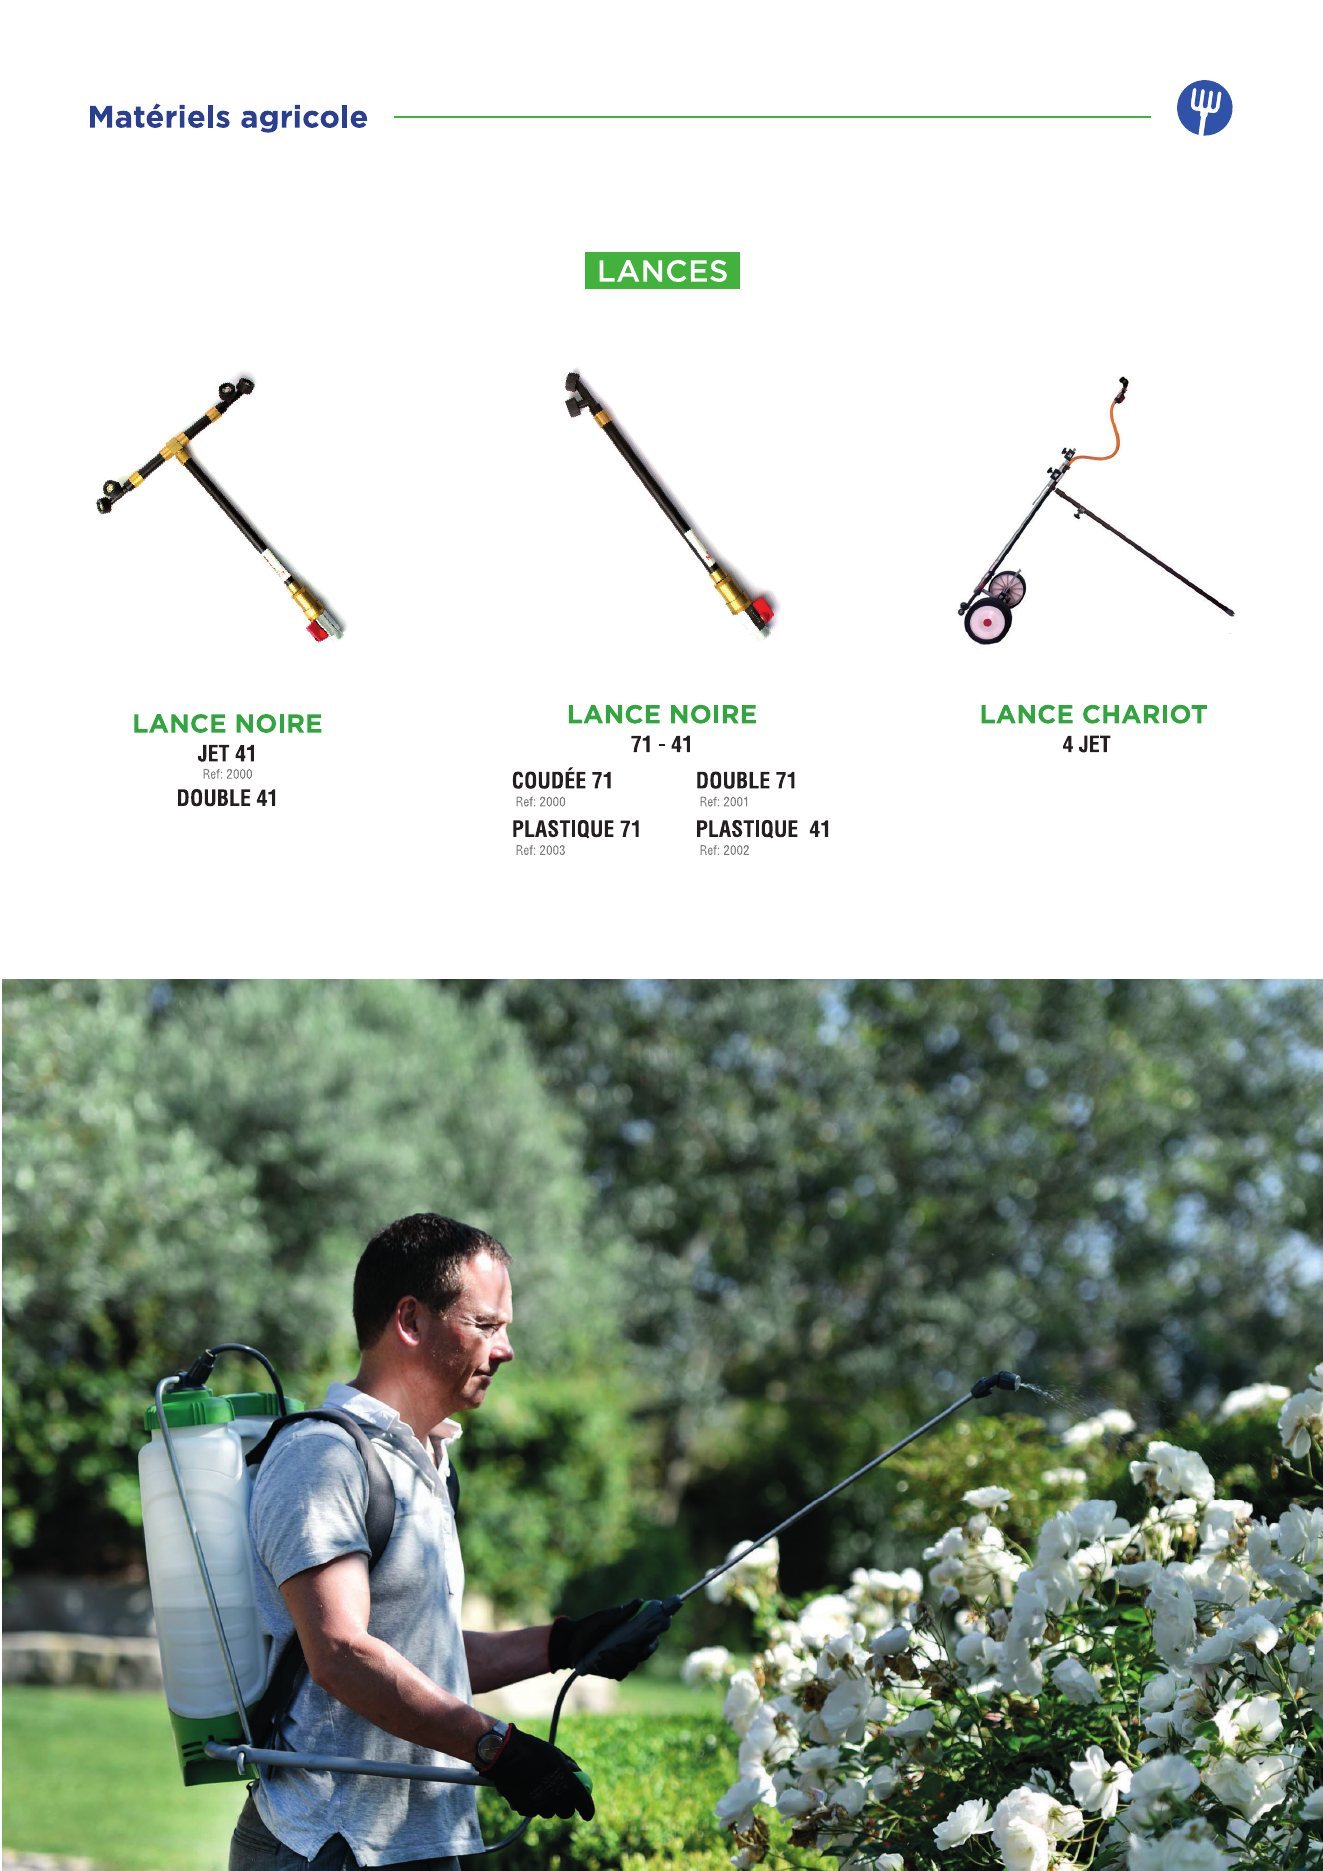 Matériels agricole
LANCES
LANCE NOIRE
JET 41
Ref: 2000
DOUBLE 41
LANCE NOIRE
71 - 41
COUDÉE 71
Ref: 2000
DOUBLE 71
Ref: 2001
PLASTIQUE 71
Ref: 2003
PLASTIQUE 41
Ref: 2002
LANCE CHARIOT
4 JET